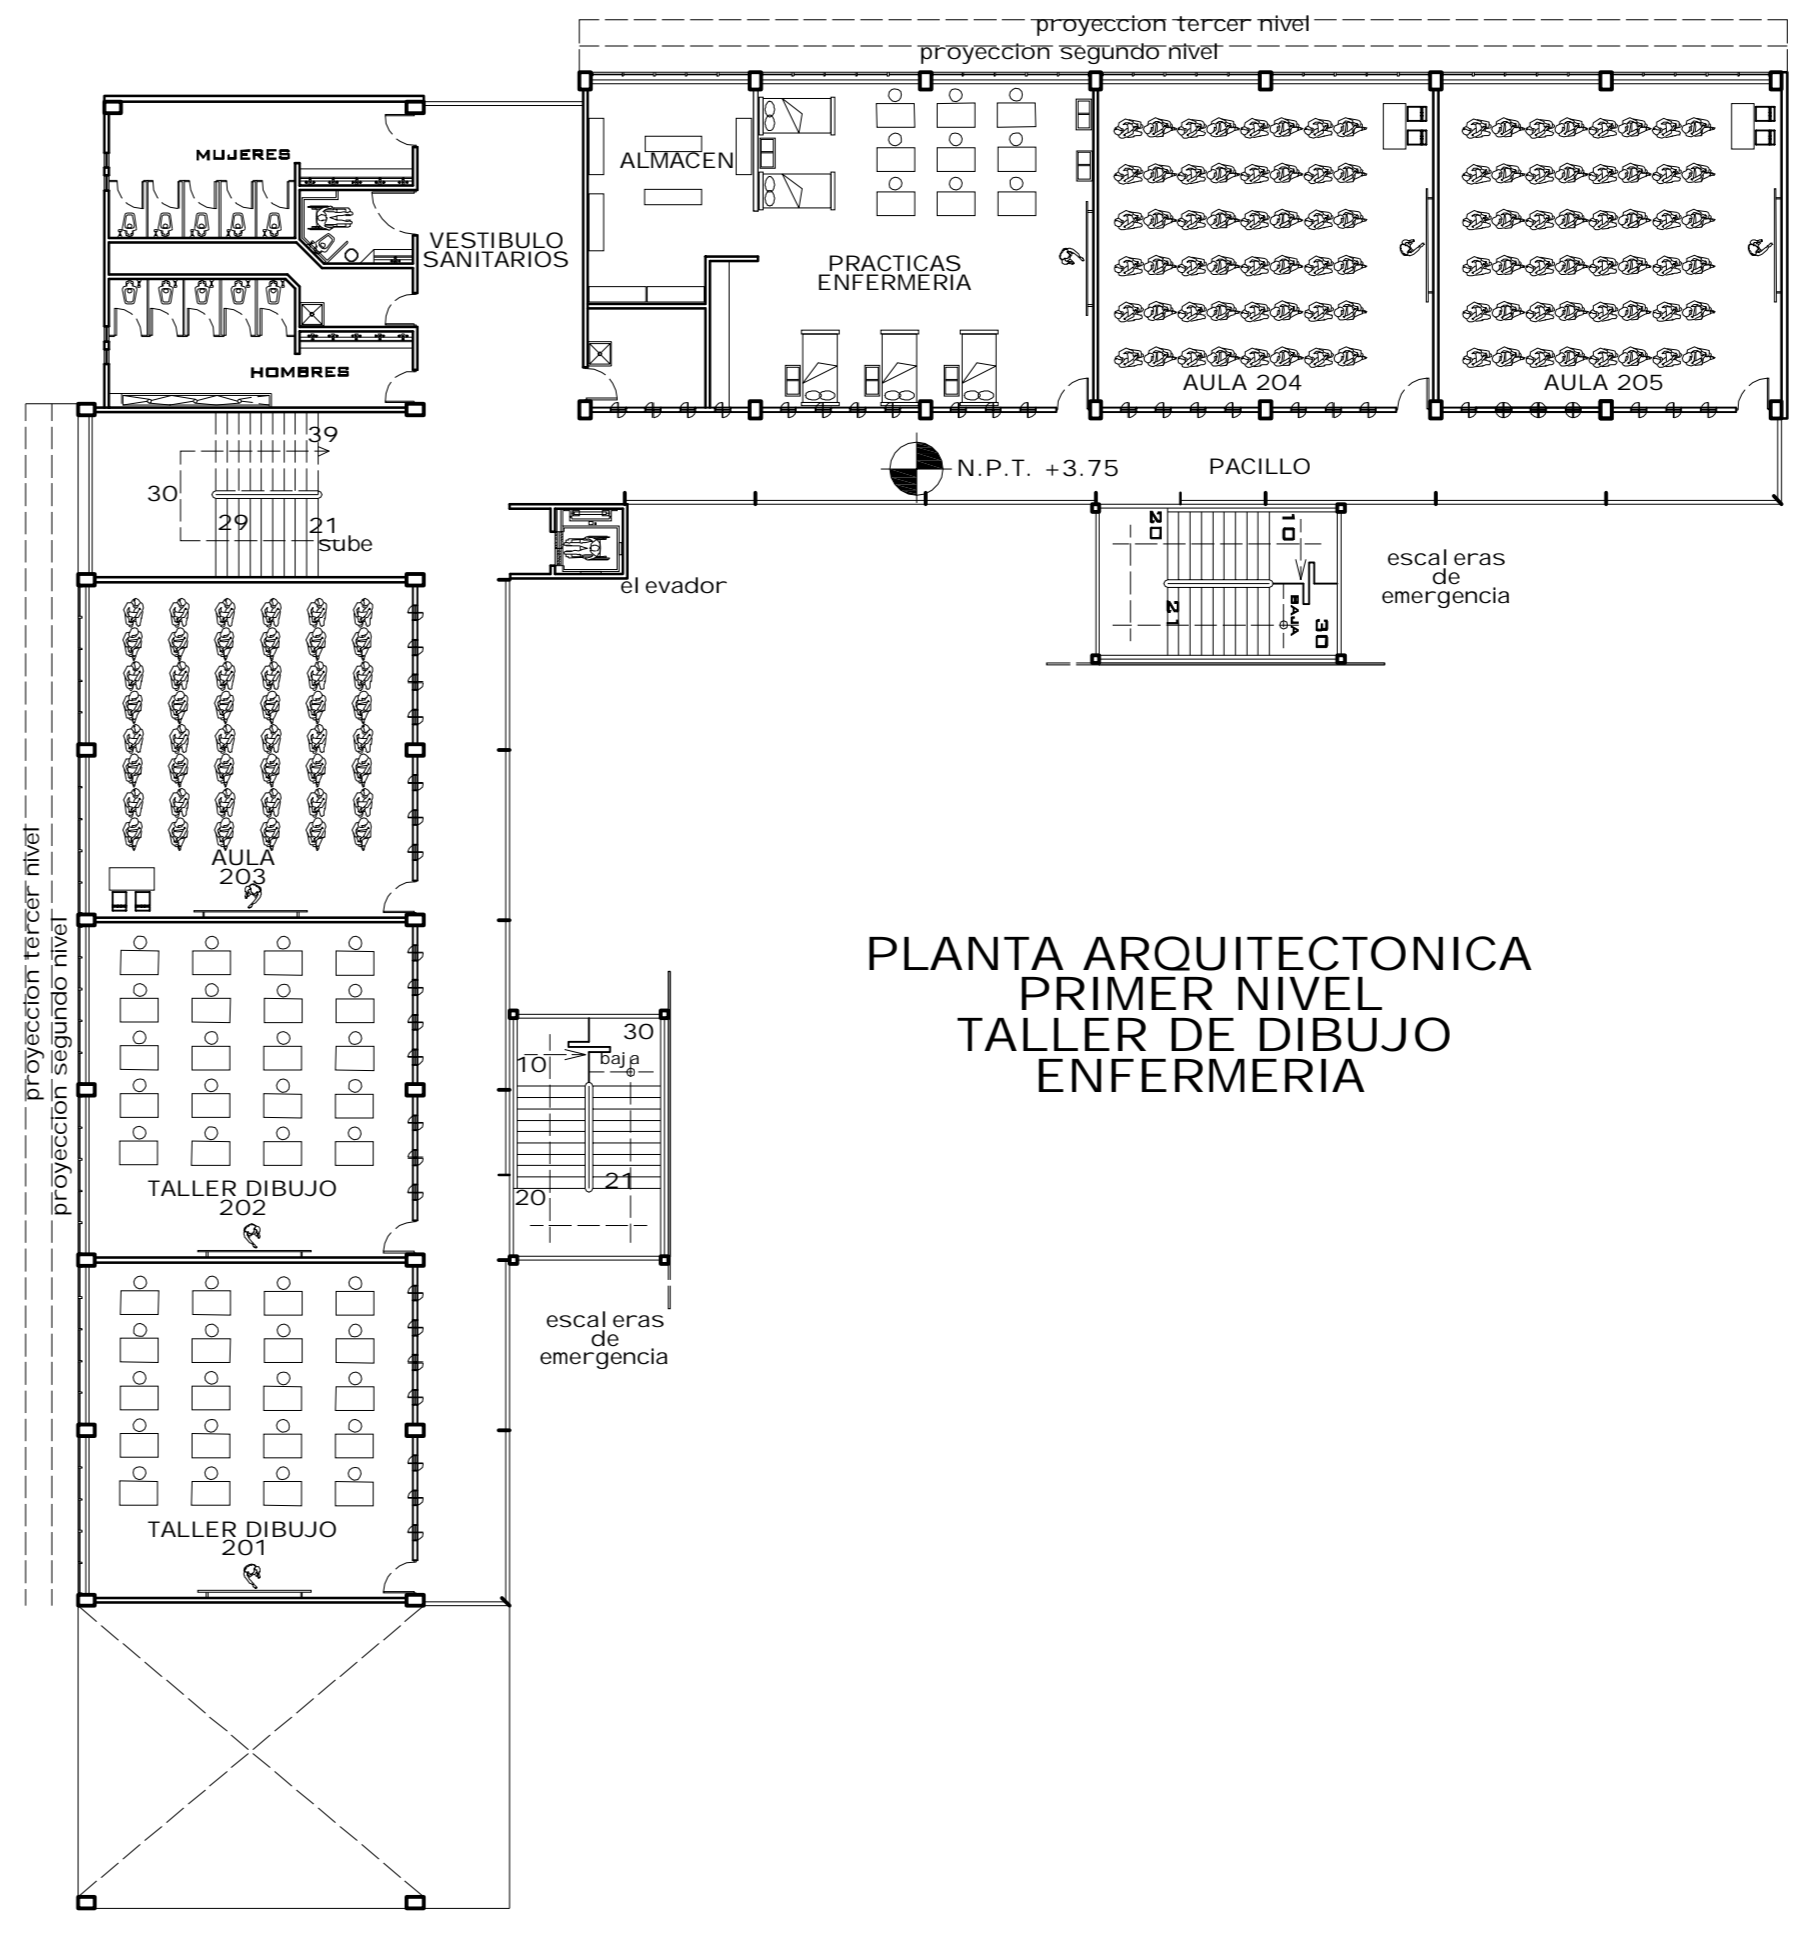 proyeccion tercer nivel
proyeccion segundo nivel
MUJERES
ALMACEN
VESTIBULO
SANITARIOS
PRACTICAS
ENFERMERIA
HOMBRES
AULA 204
AULA 205
39
30
29
21
sube
N.P.T. +3.75
PACILLO
elevador
20
10
21
BAJA
30
escaleras
de
emergencia
AULA
203
proyeccion tercer nivel
proyeccion segundo nivel
PLANTA ARQUITECTONICA
PRIMER NIVEL
TALLER DE DIBUJO
ENFERMERIA
30
10
baja
21
20
TALLER DIBUJO
202
escaleras
de
emergencia
TALLER DIBUJO
201